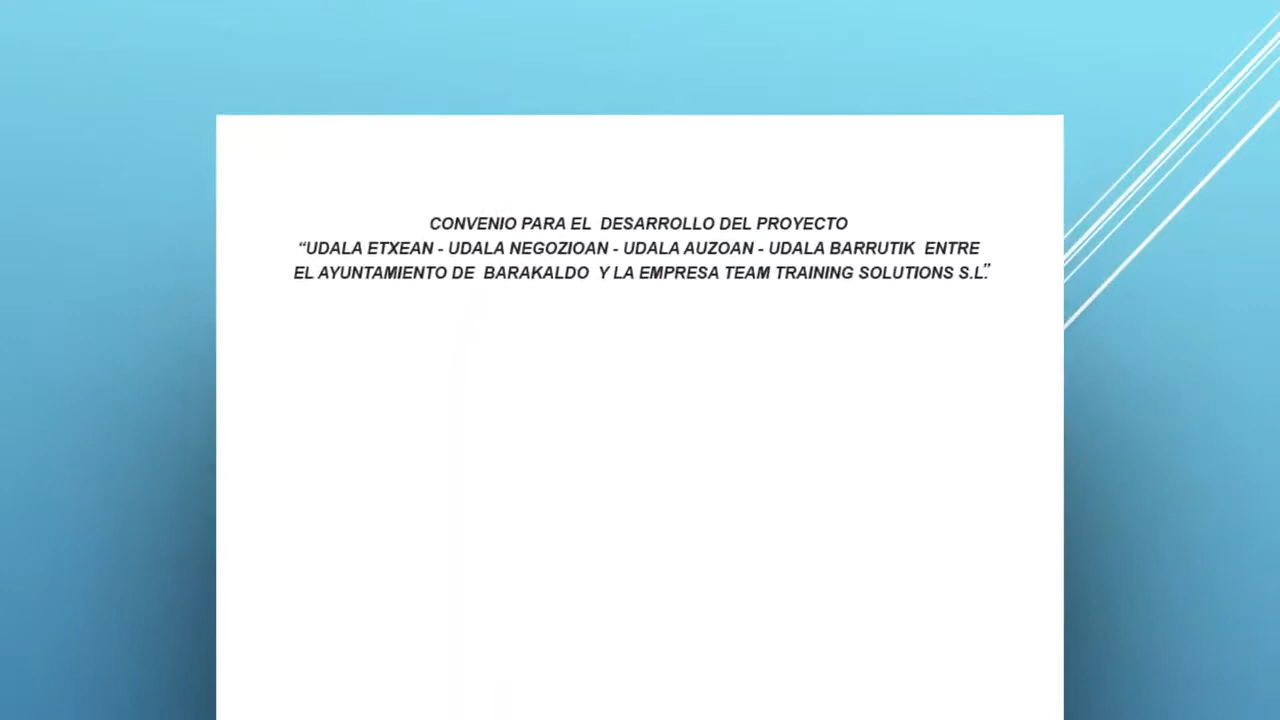 CONVENIO PARA EL DESARROLLO DEL PROYECTO
“UDALA ETXEAN - UDALA NEGOZIOAN - UDALA AUZOAN - UDALA BARRUTIK ENTRE
EL AYUNTAMIENTO DE BARAKALDO Y LA EMPRESA TEAM TRAINING SOLUTIONS S.L.”